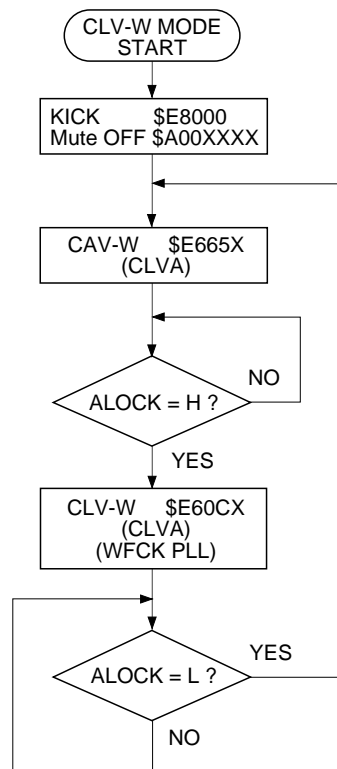 CLV-W MODE
START
KICK $E8000
Mute OFF $A00XXXX
CAV-W $E665X
(CLVA)
NO
ALOCK = H ?
YES
CLV-W $E60CX
(CLVA)
(WFCK PLL)
YES
ALOCK = L ?
NO